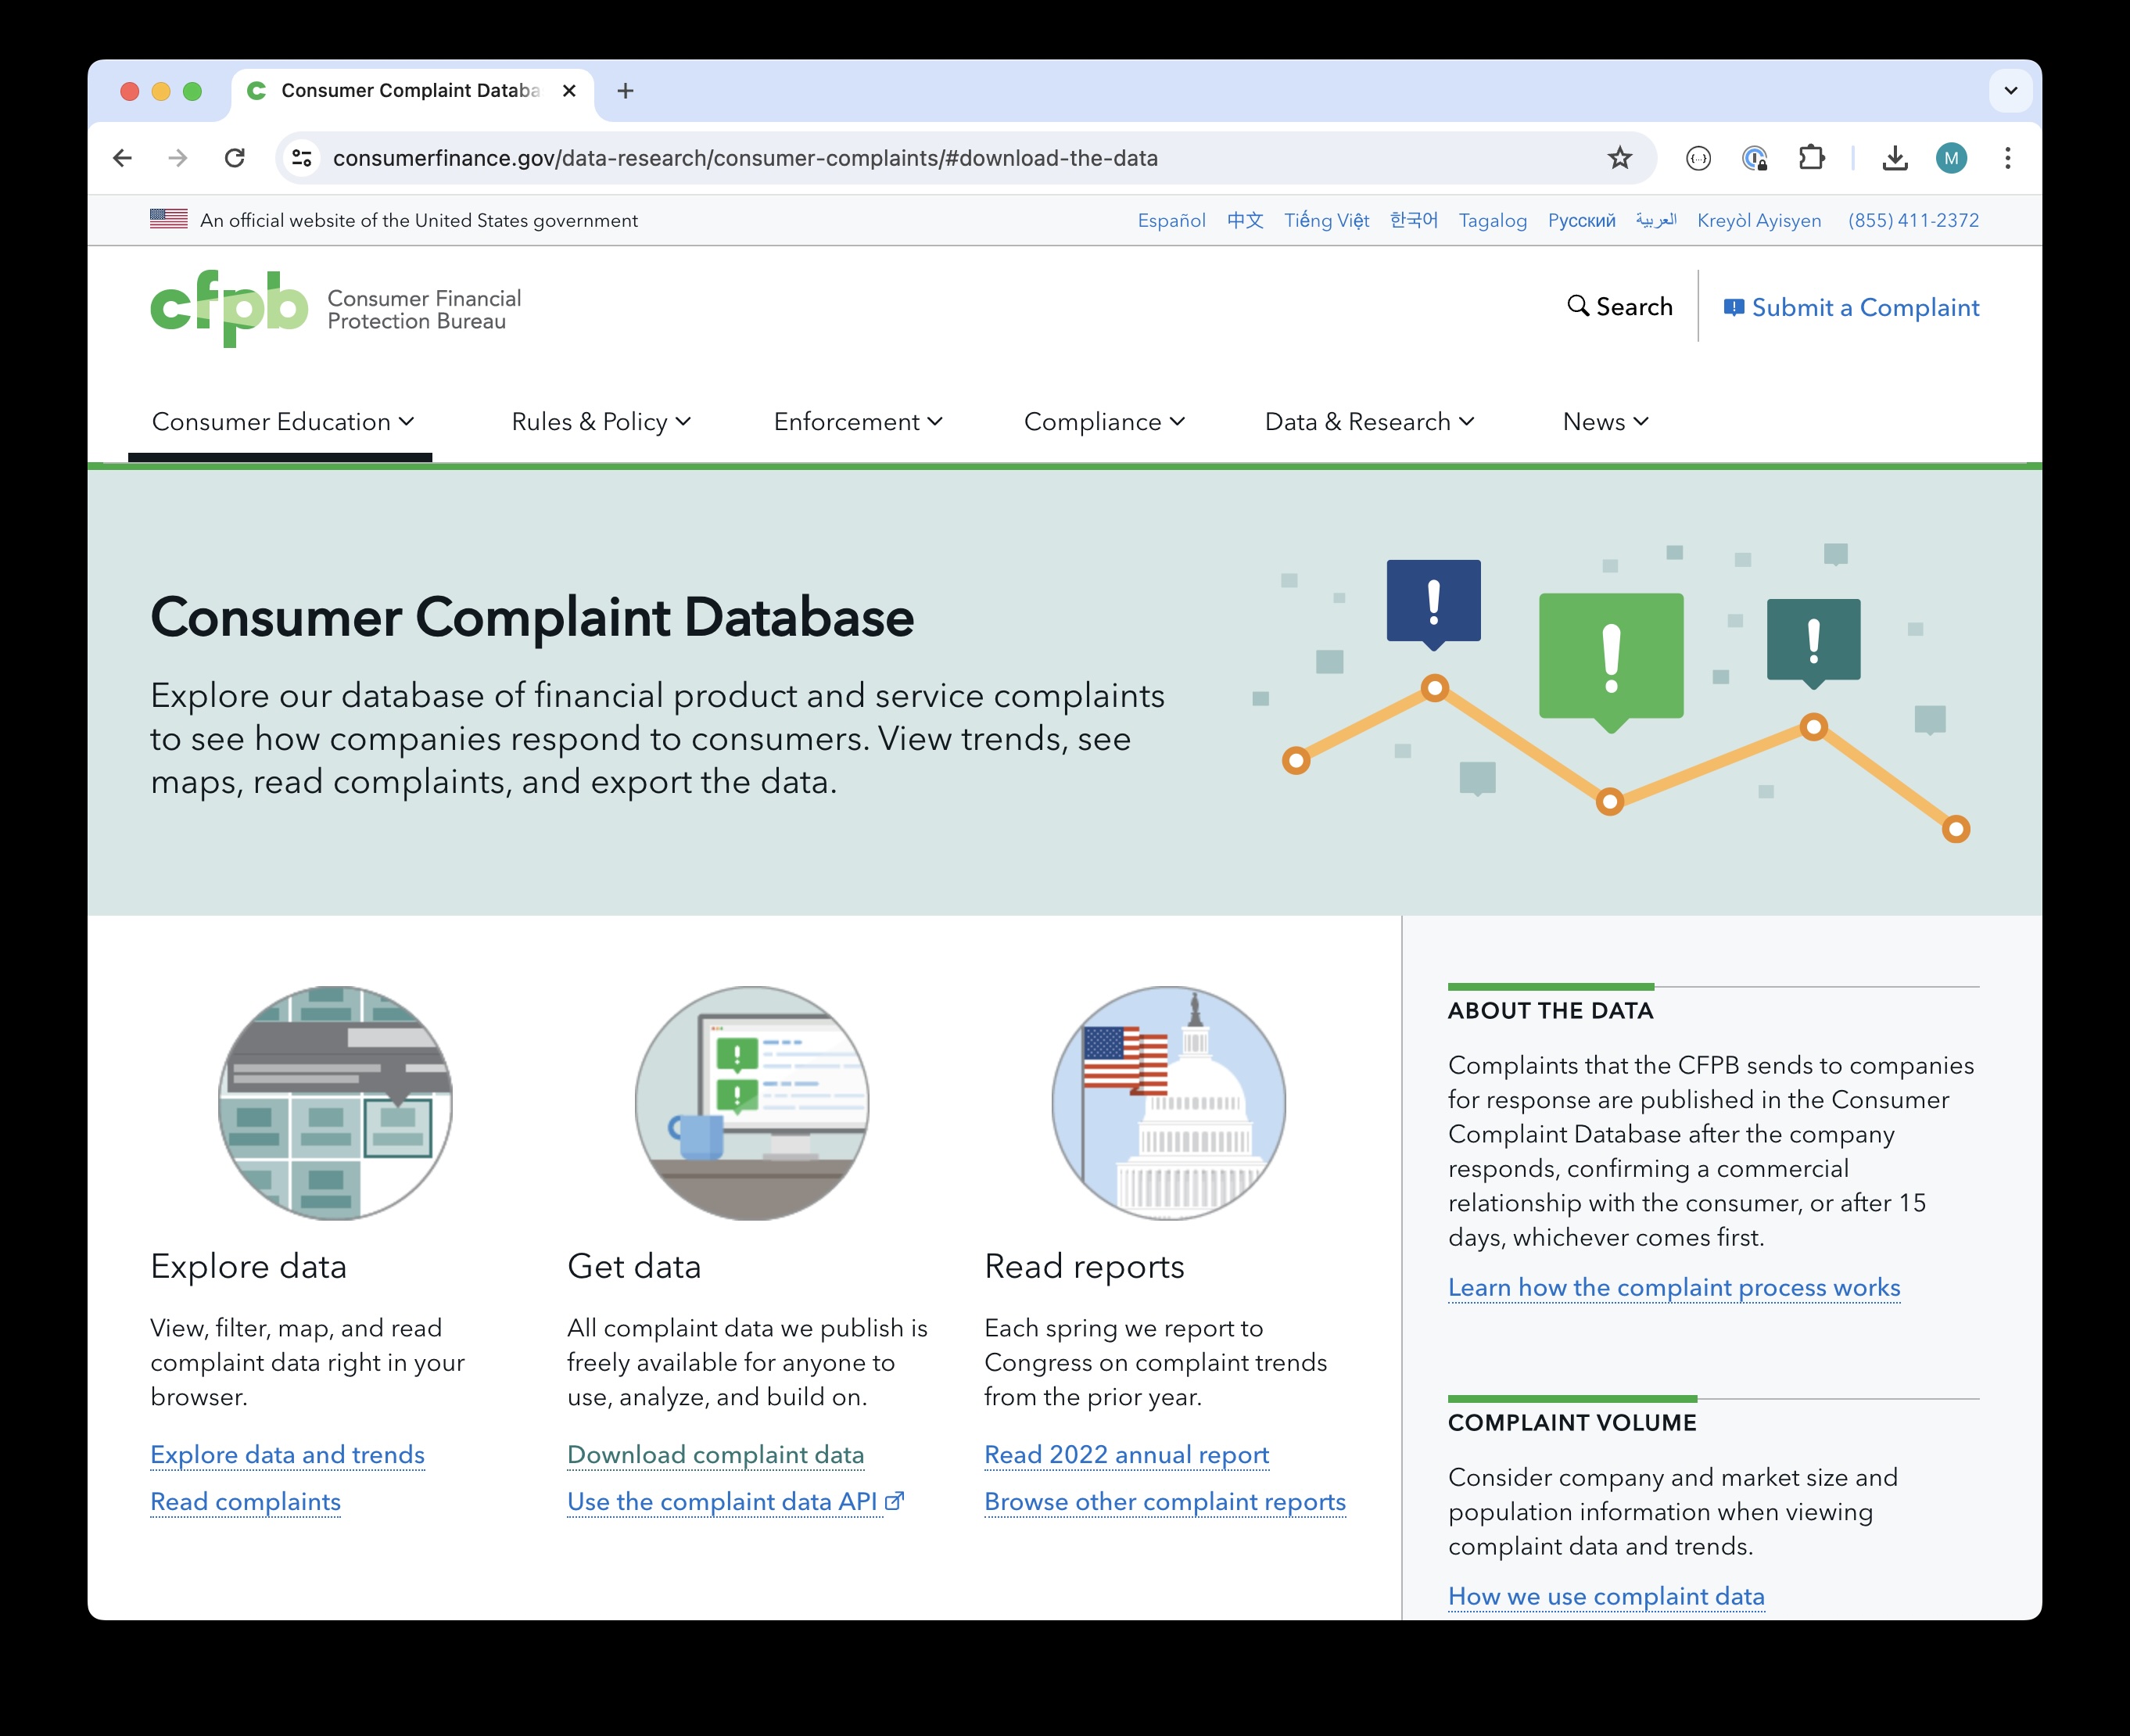 Consumer Complaint Databa
consumerfinance.gov/data-research/consumer-complaints/#download-the-data
M
An official website of the United States government
Español 中文 Tiếng Việt 한국어 Tagalog Русский العربية Kreyòl Ayisyen (855) 411-2372
cfpb
Consumer Financial
Protection Bureau
Search
Submit a Complaint
Consumer Education
Rules & Policy
Enforcement
Compliance
Data & Research
News
Consumer Complaint Database
Explore our database of financial product and service complaints
to see how companies respond to consumers. View trends, see
maps, read complaints, and export the data.
Explore data
View, filter, map, and read
complaint data right in your
browser.
Explore data and trends
Read complaints
Get data
All complaint data we publish is
freely available for anyone to
use, analyze, and build on.
Download complaint data
Use the complaint data API
Read reports
Each spring we report to
Congress on complaint trends
from the prior year.
Read 2022 annual report
Browse other complaint reports
ABOUT THE DATA
Complaints that the CFPB sends to companies
for response are published in the Consumer
Complaint Database after the company
responds, confirming a commercial
relationship with the consumer, or after 15
days, whichever comes first.
Learn how the complaint process works
COMPLAINT VOLUME
Consider company and market size and
population information when viewing
complaint data and trends.
How we use complaint data